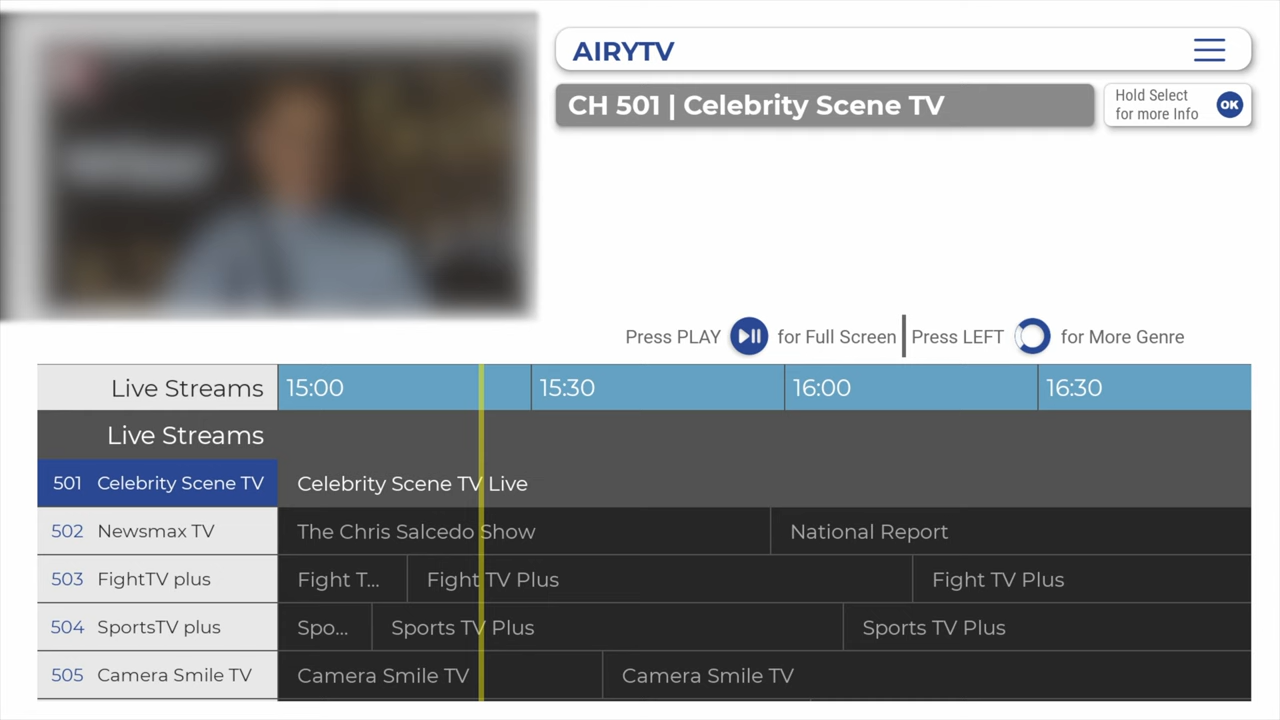 AIRYTV
CH 501 | Celebrity Scene TV
Hold Select
for more Info
OK
Press PLAY for Full Screen | Press LEFT for More Genre
Live Streams 15:00 15:30 16:00 16:30
Live Streams
501 Celebrity Scene TV Celebrity Scene TV Live
502 Newsmax TV The Chris Salcedo Show National Report
503 FightTV plus Fight T... Fight TV Plus Fight TV Plus
504 SportsTV plus Spo... Sports TV Plus Sports TV Plus
505 Camera Smile TV Camera Smile TV Camera Smile TV